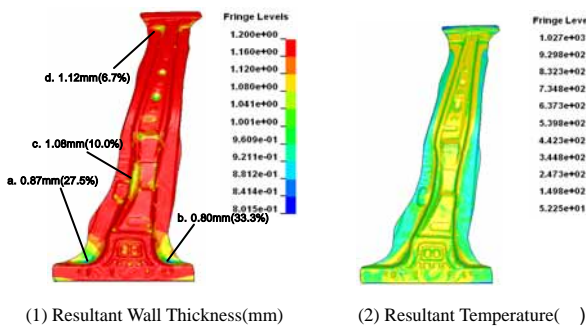 Fringe Levels
1.200e+00
1.160e+00
1.120e+00
1.080e+00
1.041e+00
1.001e+00
9.609e-01
9.211e-01
8.812e-01
8.414e-01
8.015e-01
d. 1.12mm(6.7%)
c. 1.08mm(10.0%)
a. 0.87mm(27.5%)
b. 0.80mm(33.3%)
(1) Resultant Wall Thickness(mm)
Fringe Leve
1.027e+03
9.298e+02
8.323e+02
7.348e+02
6.373e+02
5.398e+02
4.423e+02
3.448e+02
2.473e+02
1.498e+02
5.225e+01
(2) Resultant Temperature( )